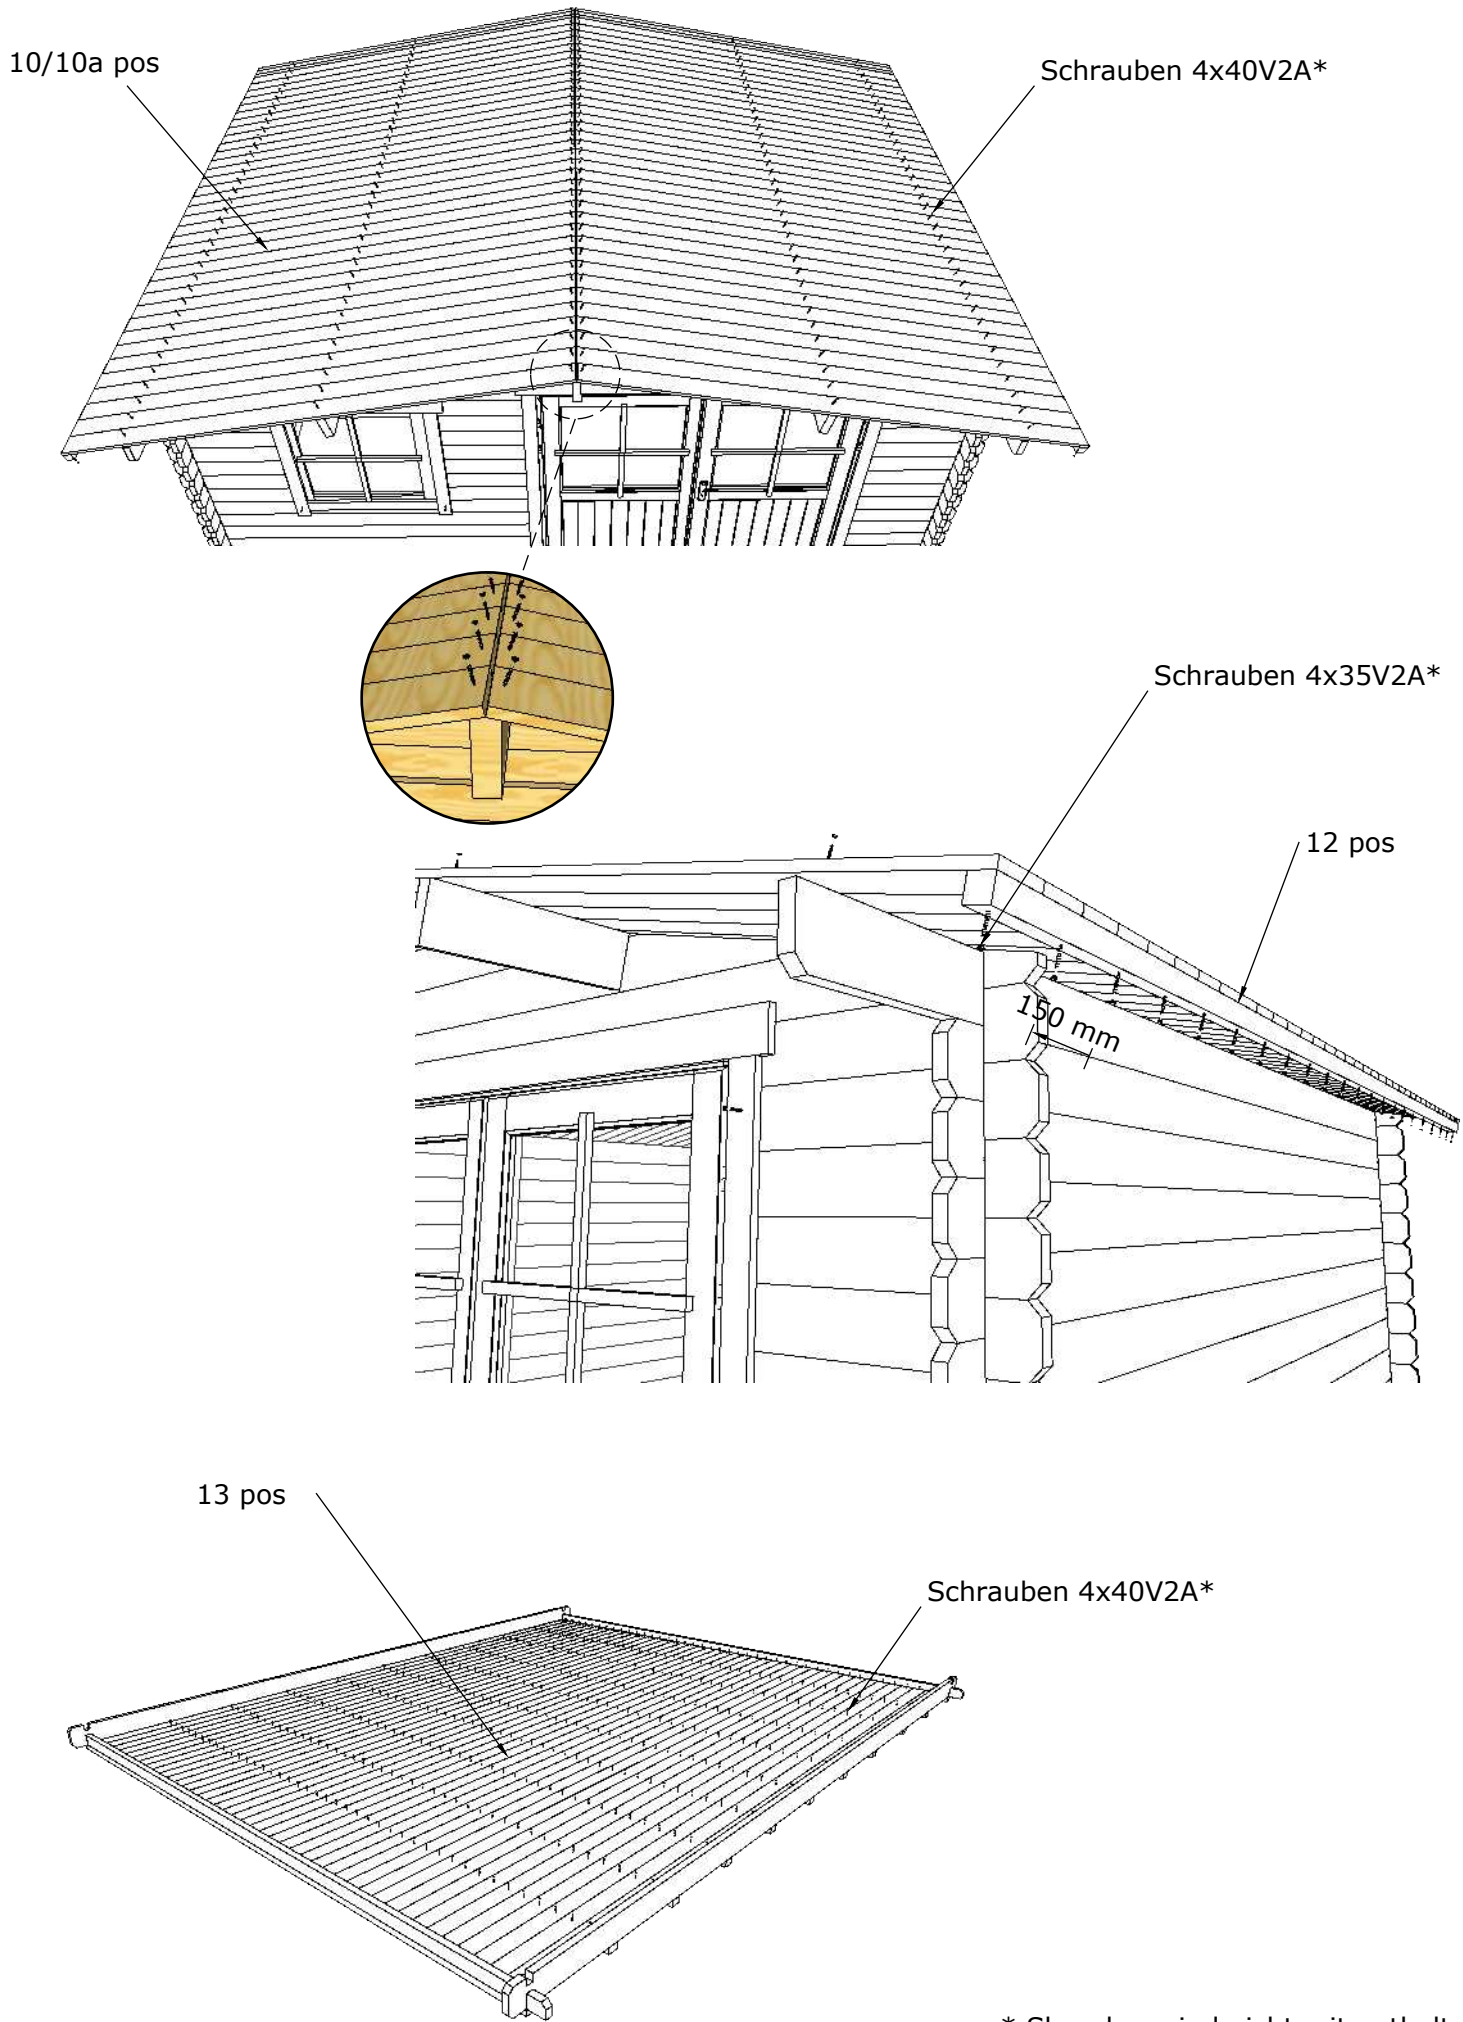 10/10a pos
Schrauben 4x40V2A*
Schrauben 4x35V2A*
12 pos
150 mm
13 pos
Schrauben 4x40V2A*